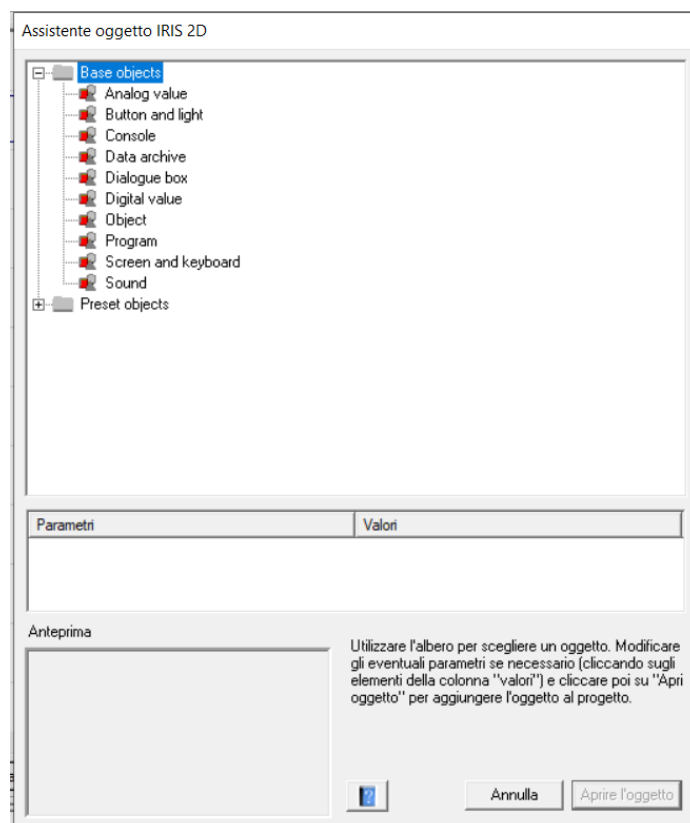 Assistente oggetto IRIS 2D
Base objects
Analog value
Button and light
Console
Data archive
Dialogue box
Digital value
Object
Program
Screen and keyboard
Sound
Preset objects
Parametri Valori
Anteprima
Utilizzare l'albero per scegliere un oggetto. Modificare
gli eventuali parametri se necessario (cliccando sugli
elementi della colonna "valori") e cliccare poi su "Apri
oggetto" per aggiungere l'oggetto al progetto.
Annulla Aprire l'oggetto